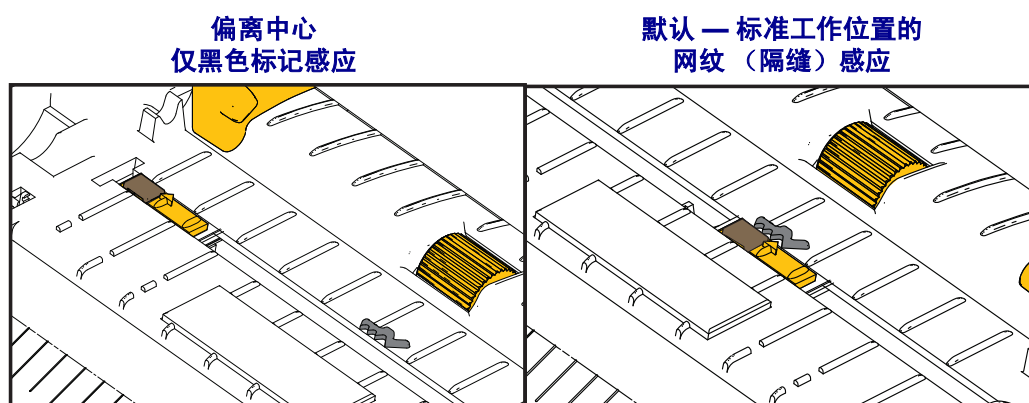 偏离中心
仅黑色标记感应
默认 — 标准工作位置的
网纹 （隔缝）感应